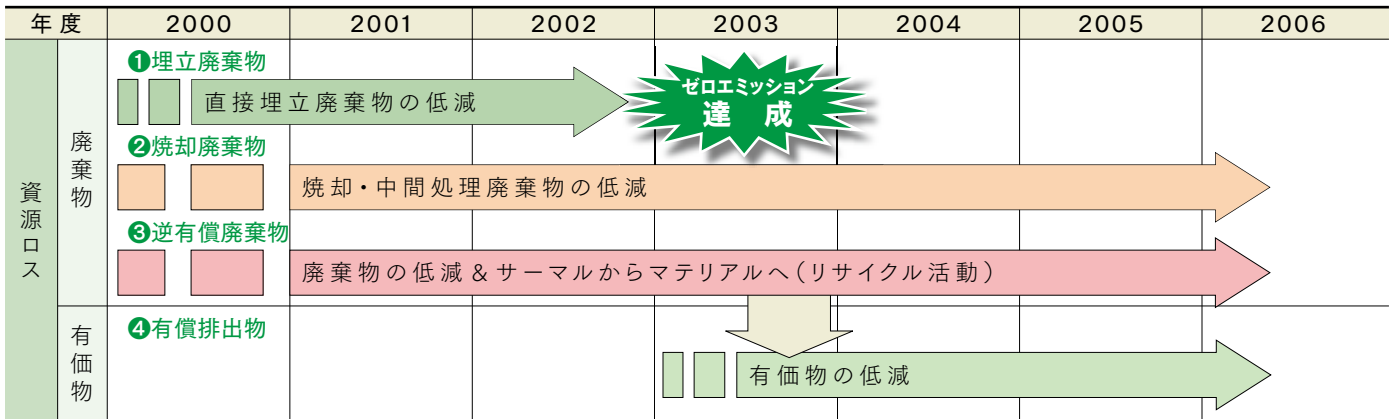 年度 2000 2001 2002 2003 2004 2005 2006
資源ロス
廃棄物
❶埋立廃棄物
直接埋立廃棄物の低減
ゼロエミッション
達成
❷焼却廃棄物
焼却・中間処理廃棄物の低減
❸逆有償廃棄物
廃棄物の低減&サーマルからマテリアルへ(リサイクル活動)
有価物
❹有償排出物
有価物の低減